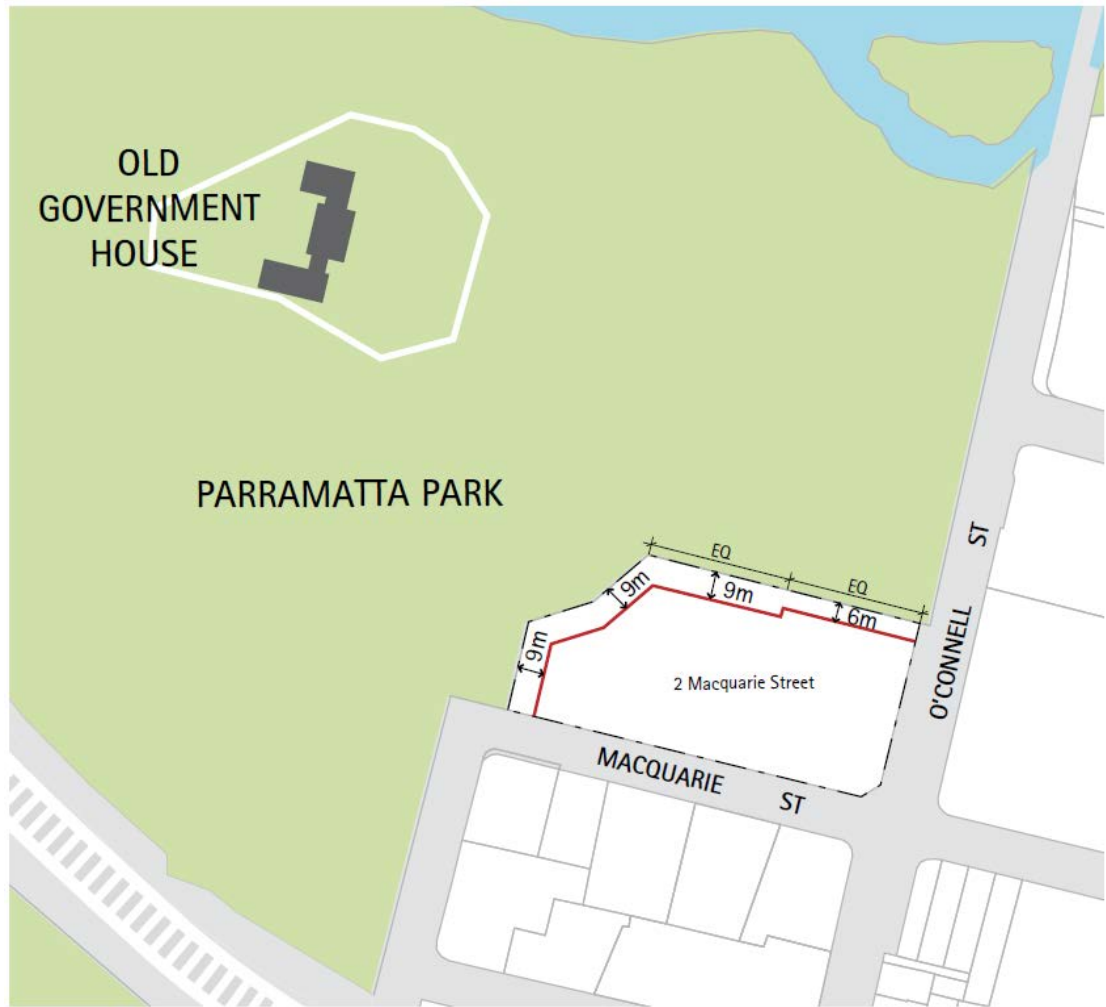 OLD
GOVERNMENT
HOUSE
PARRAMATTA PARK
EQ
EQ
9m
9m
6m
9m
2 Macquarie Street
O'CONNELL ST
MACQUARIE ST